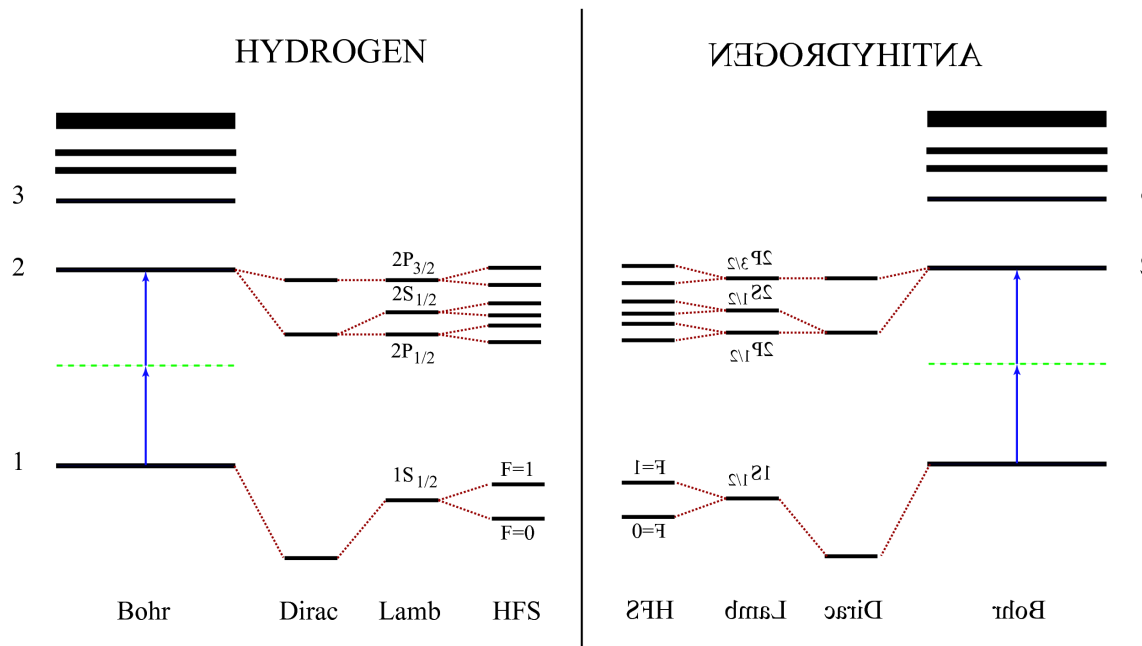 HYDROGEN
ANTIHYDROGEN
3
2
1
2P3/2
2S1/2
2P1/2
1S1/2
F=1
F=0
Bohr Dirac Lamb HFS
2P3/2
2S1/2
2P1/2
F=1
1S1/2
F=0
HFS Lamb Dirac Bohr